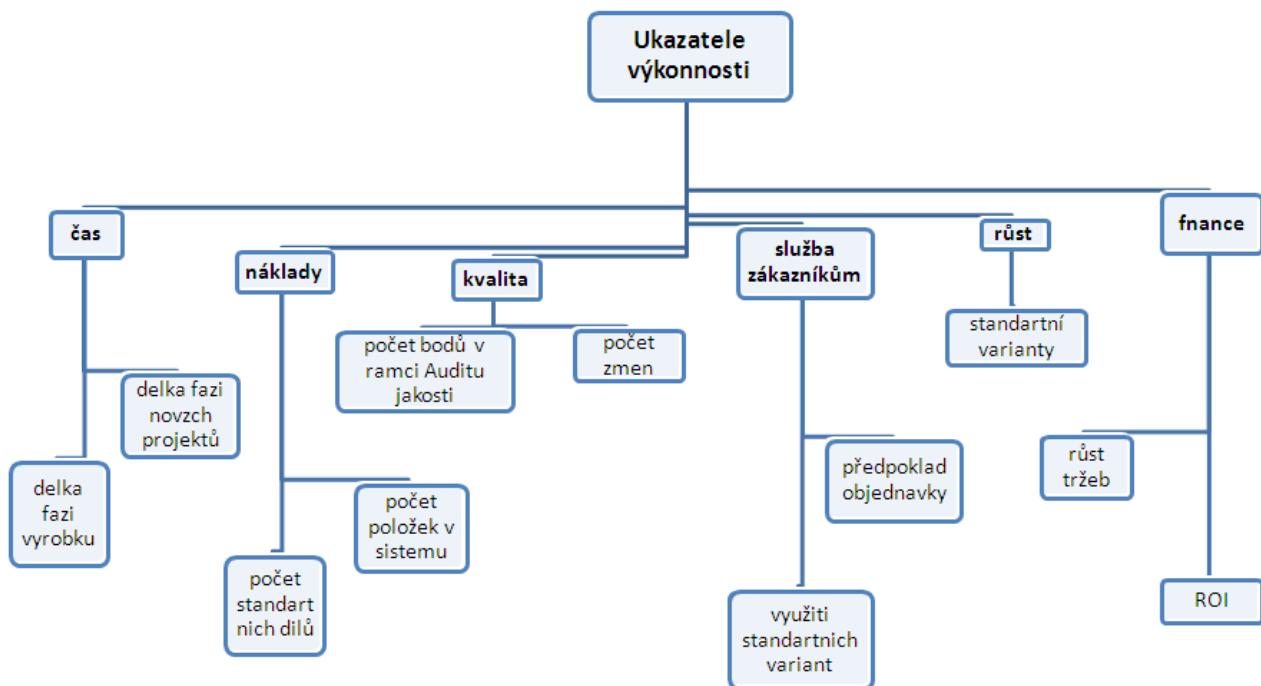 Ukazatele
výkonnosti
čas
náklady
kvalita
služba
zákazníkům
růst
fnance
delka fazi
novzch
projektů
delka
fazi
vyrobku
počet
položek v
sistemu
počet
standart
nich dilů
počet bodů v
ramci Auditu
jakosti
počet
zmen
předpoklad
objednavky
využiti
standartnich
variant
standartní
varianty
růst
tržeb
ROI